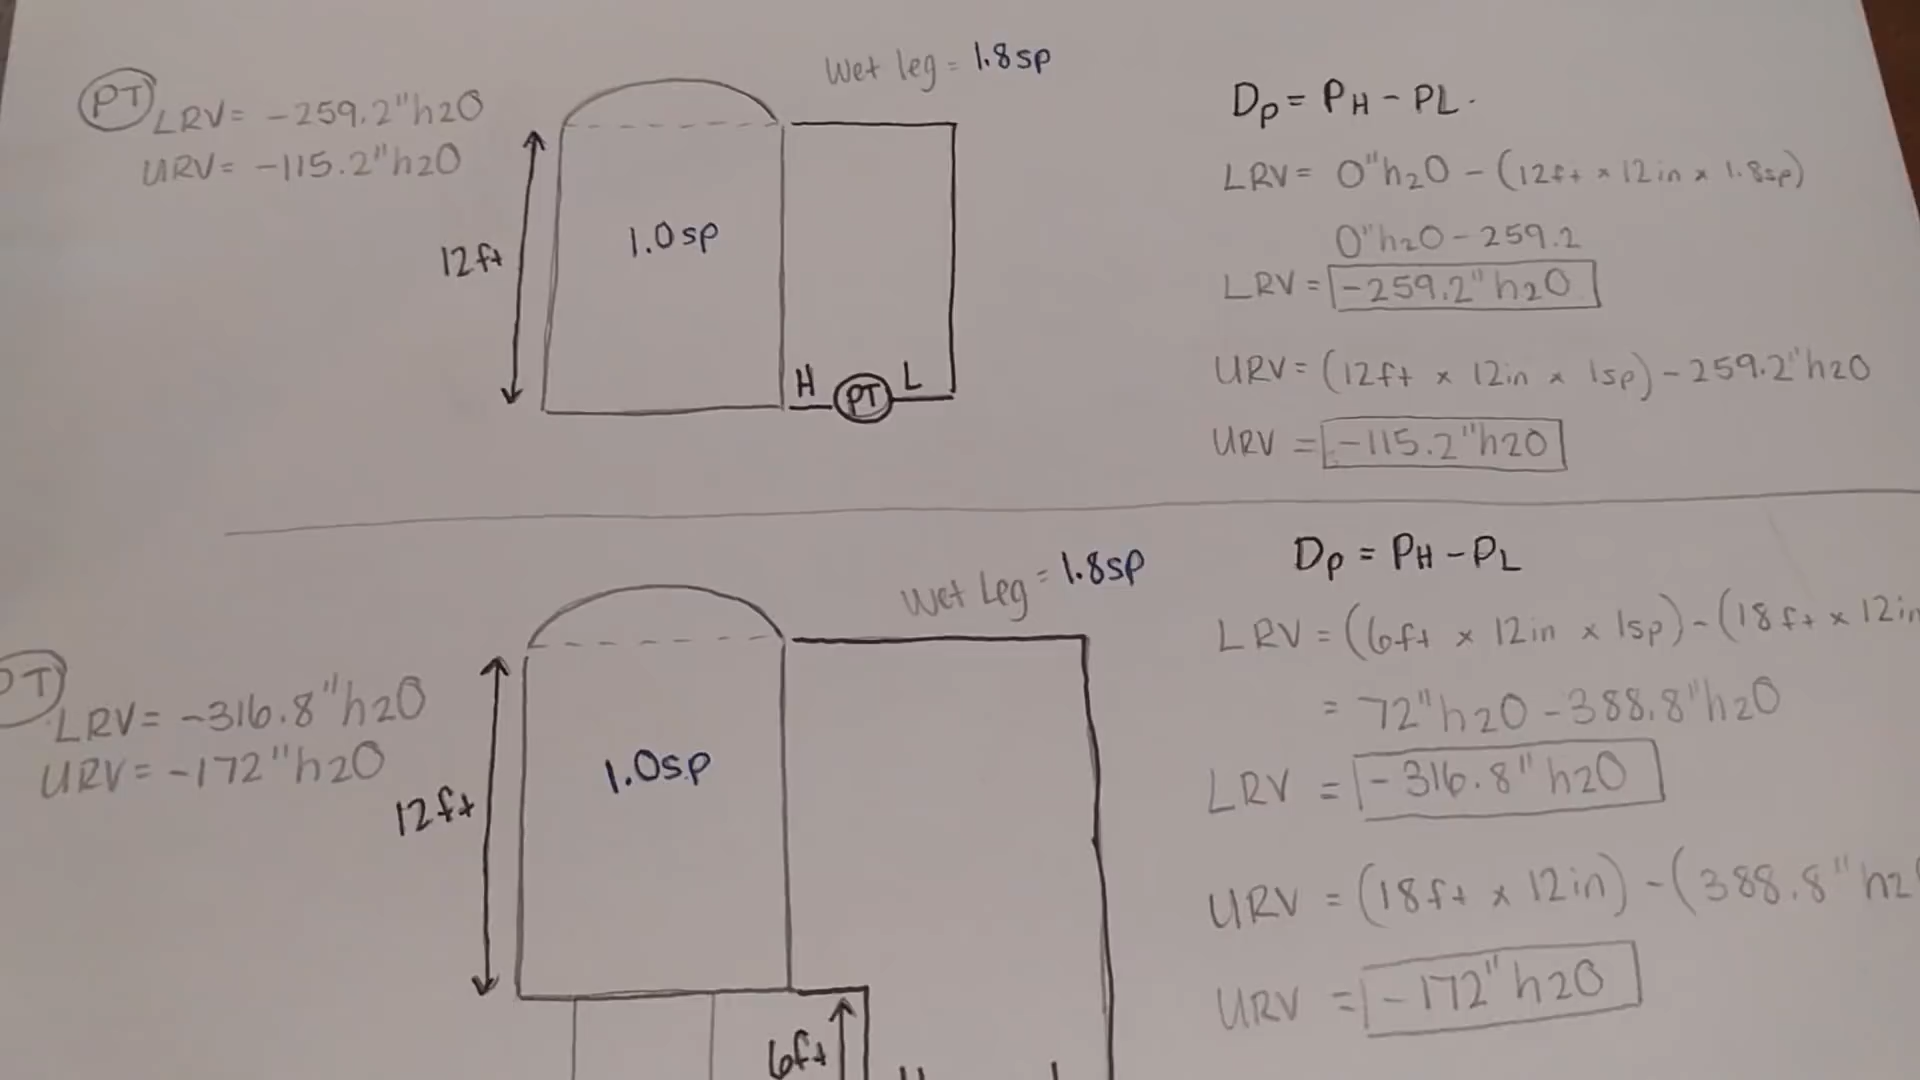 PT LRV= -259.2"h2O
URV= -115.2"h2O
Wet leg = 1.8sp
12ft
1.0sp
H PT L
Dp = PH - PL.
LRV= 0"h2O - (12ft × 12in × 1.8sp)
0"h2O - 259.2
LRV= -259.2"h2O
URV= (12ft × 12in × 1sp) - 259.2"h2O
URV = -115.2"h2O
PT
LRV= -316.8"h2O
URV= -172"h2O
Wet Leg = 1.8sp
12ft
1.0sp
6ft
Dp = PH - PL
LRV = (6ft × 12in × 1sp) - (18ft × 12in
= 72"h2O - 388.8"h2O
LRV = -316.8"h2O
URV = (18ft × 12in) - (388.8"h2
URV = -172"h2O